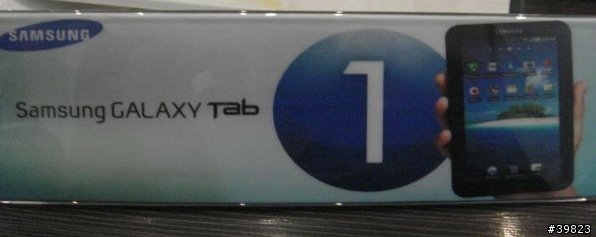 SAMSUNG
Samsung GALAXY Tab
1
#39823